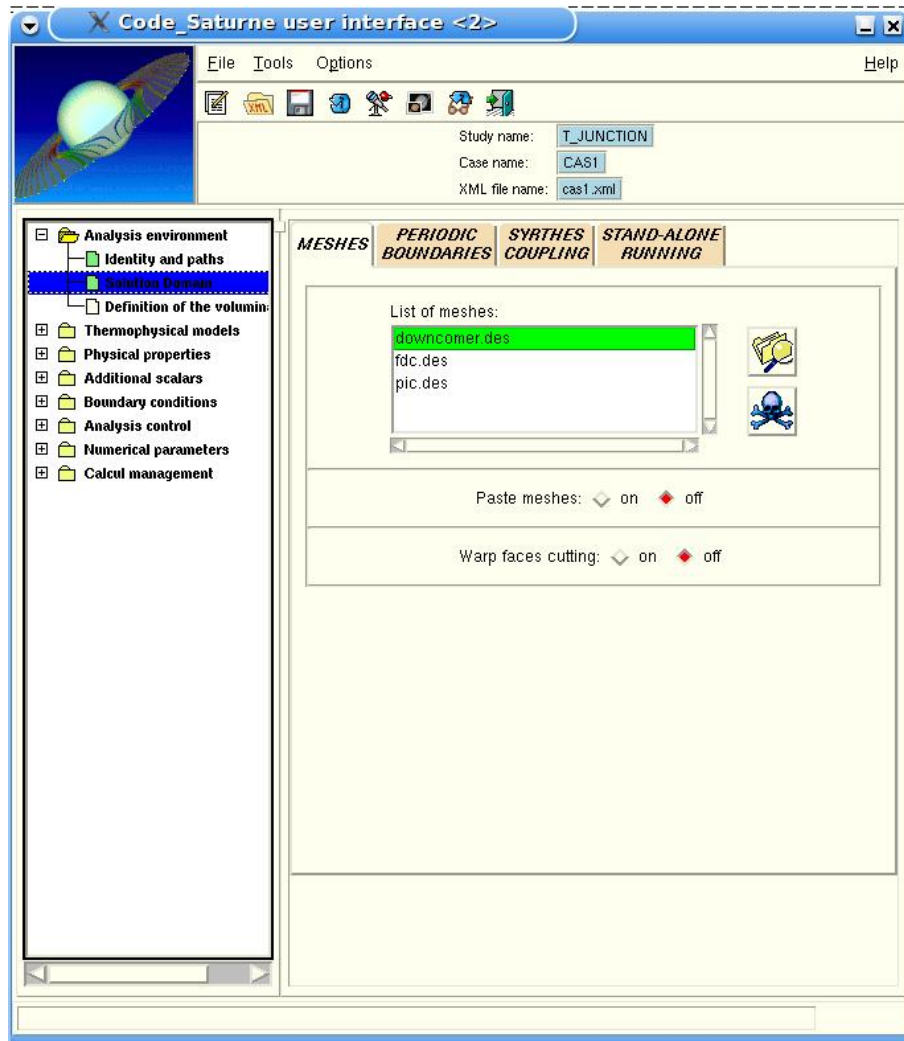 Code_Saturne user interface <2>
File Tools Options Help
XML
Study name: T_JUNCTION
Case name: CAS1
XML file name: cas1.xml
Analysis environment
Identity and paths
Solution Domain
Definition of the volumin
Thermophysical models
Physical properties
Additional scalars
Boundary conditions
Analysis control
Numerical parameters
Calcul management
MESHES
PERIODIC
BOUNDARIES
SYRTHES
COUPLING
STAND-ALONE
RUNNING
List of meshes:
downcomer.des
fdc.des
pic.des
Paste meshes: on off
Warp faces cutting: on off